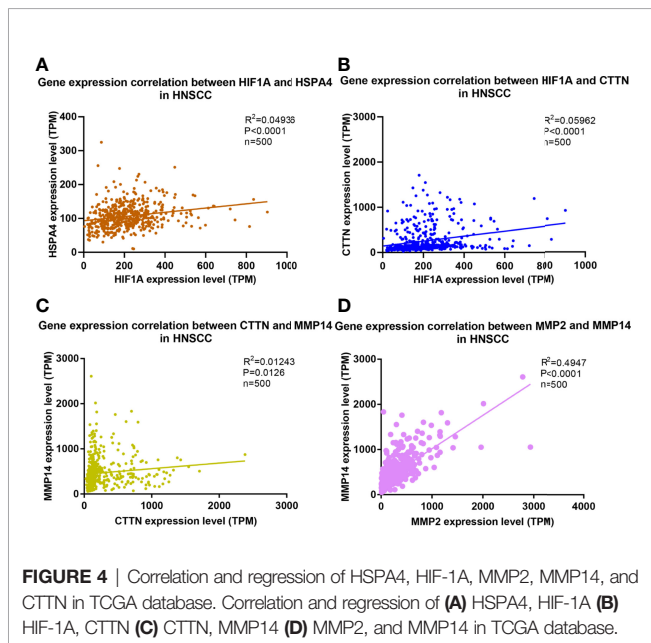 A
Gene expression correlation between HIF1A and HSPA4
in HNSCC
R²=0.04936
P<0.0001
n=500
HSPA4 expression level (TPM)
400
300
200
100
0
0 200 400 600 800 1000
HIF1A expression level (TPM)
B
Gene expression correlation between HIF1A and CTTN
in HNSCC
R²=0.05962
P<0.0001
n=500
CTTN expression level (TPM)
3000
2000
1000
0
0 200 400 600 800 1000
HIF1A expression level (TPM)
C
Gene expression correlation between CTTN and MMP14
in HNSCC
R²=0.01243
P=0.0126
n=500
MMP14 expression level (TPM)
3000
2000
1000
0
0 1000 2000 3000
CTTN expression level (TPM)
D
Gene expression correlation between MMP2 and MMP14
in HNSCC
R²=0.4947
P<0.0001
n=500
MMP14 expression level (TPM)
3000
2000
1000
0
0 1000 2000 3000 4000
MMP2 expression level (TPM)
FIGURE 4 | Correlation and regression of HSPA4, HIF-1A, MMP2, MMP14, and
CTTN in TCGA database. Correlation and regression of (A) HSPA4, HIF-1A (B)
HIF-1A, CTTN (C) CTTN, MMP14 (D) MMP2, and MMP14 in TCGA database.